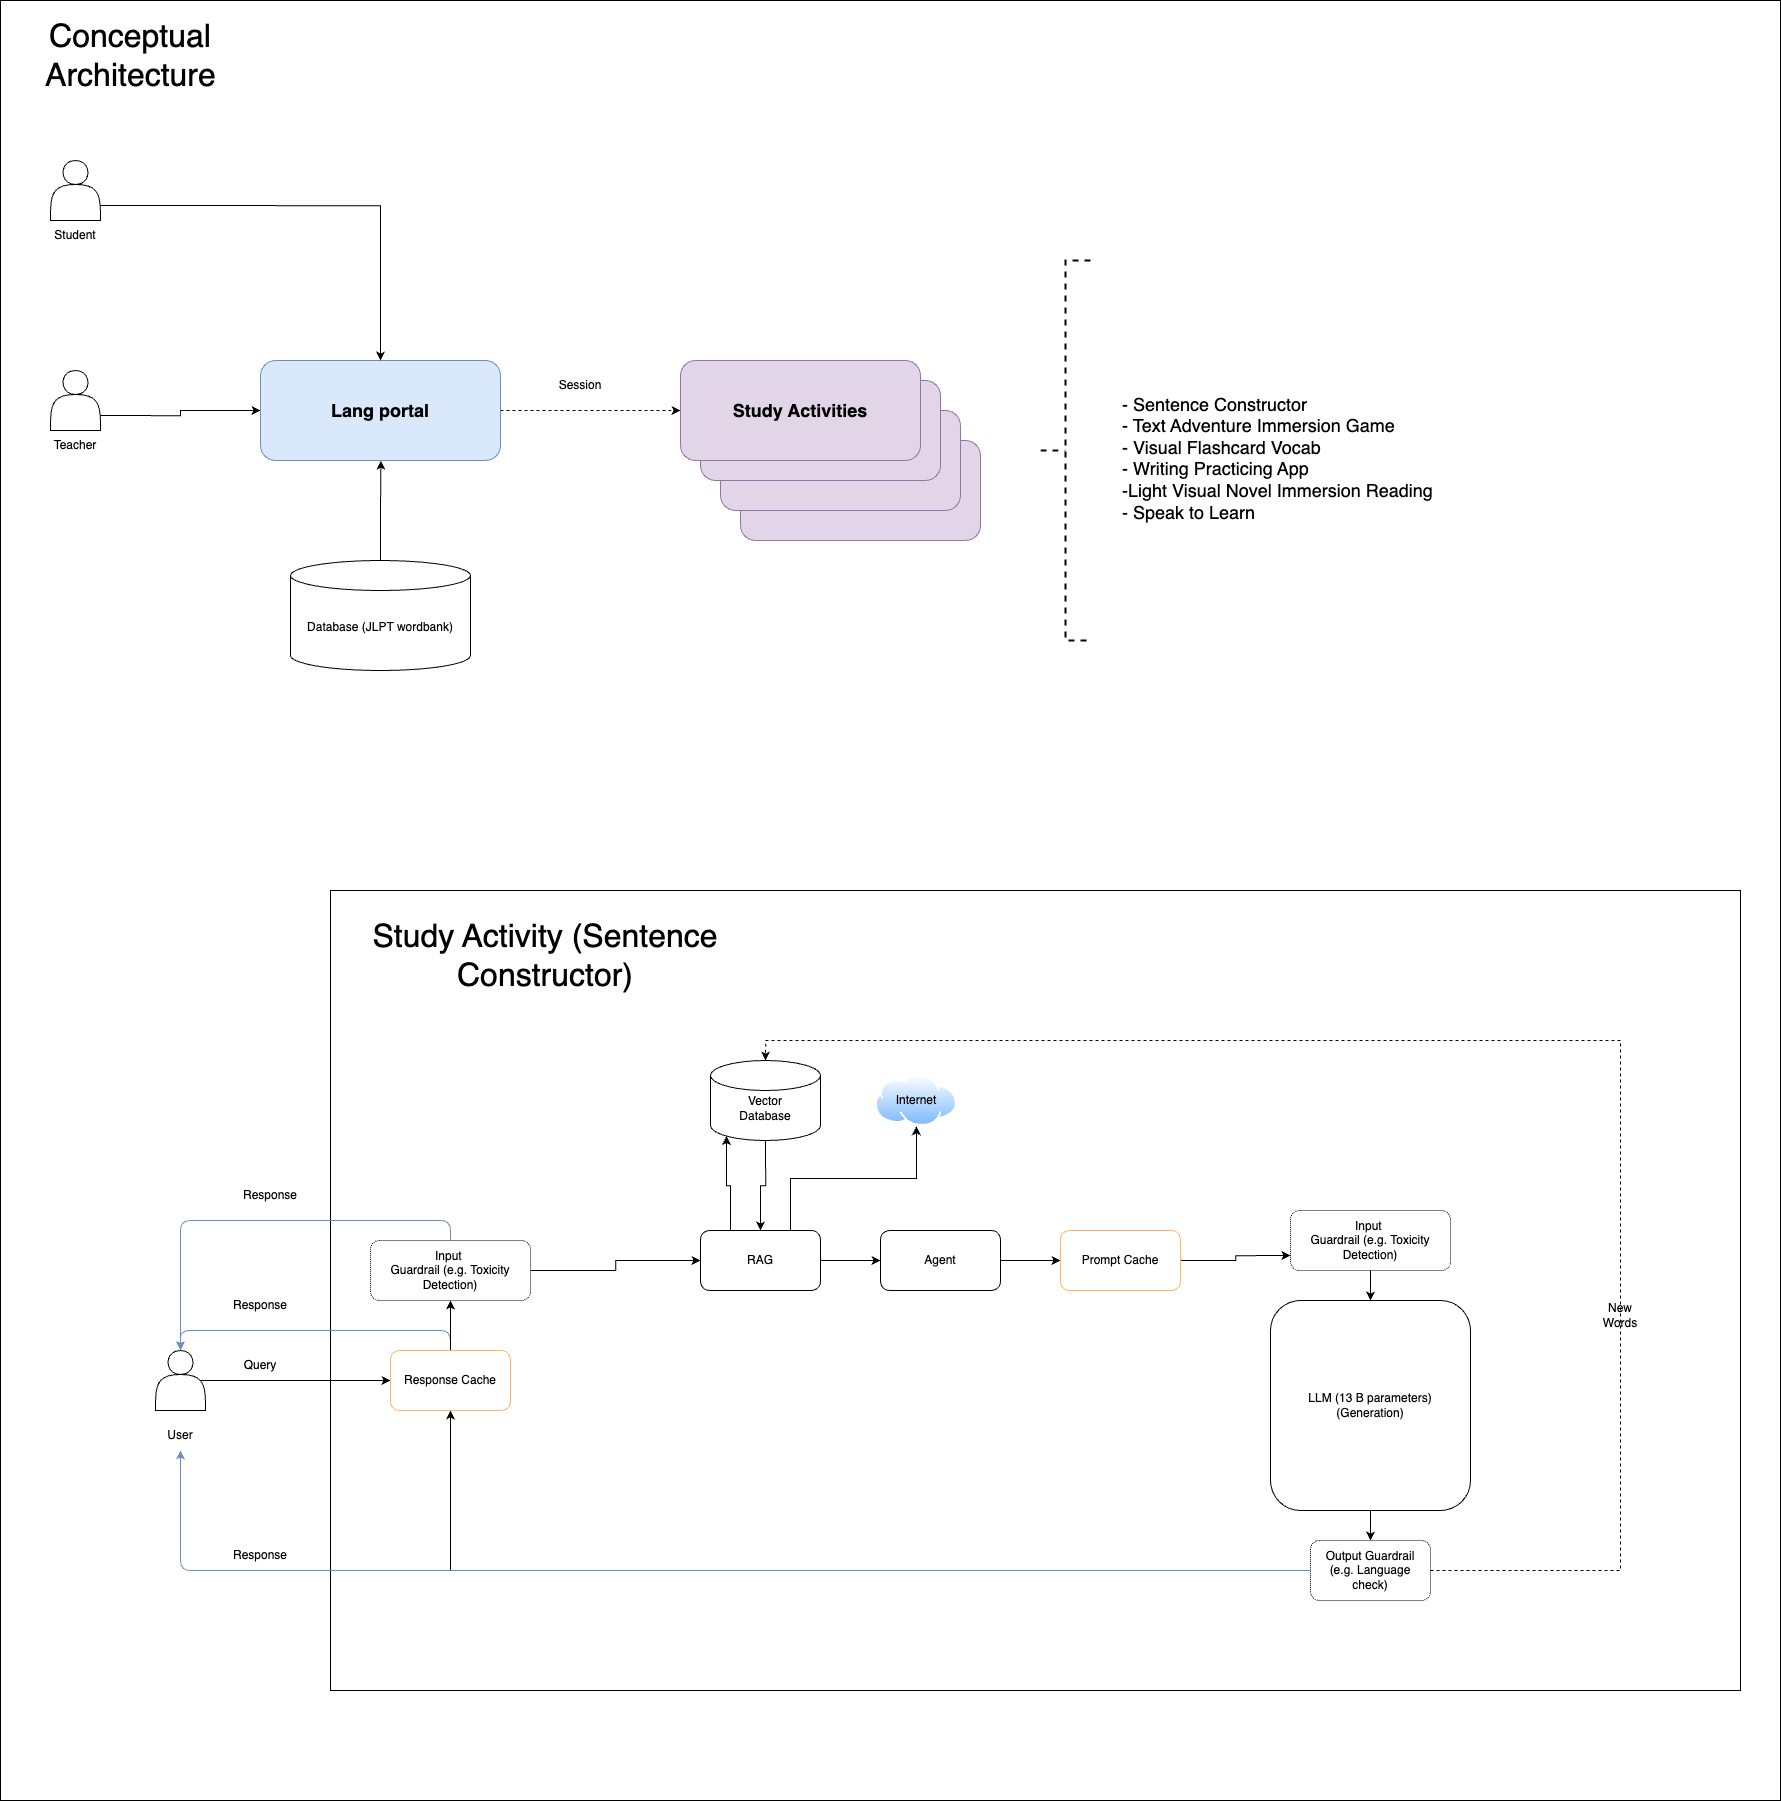 Conceptual
Architecture
Student
Teacher
Lang portal
Session
Study Activities
Database (JLPT wordbank)
- Sentence Constructor
- Text Adventure Immersion Game
- Visual Flashcard Vocab
- Writing Practicing App
-Light Visual Novel Immersion Reading
- Speak to Learn
Study Activity (Sentence
Constructor)
Vector
Database
Internet
Response
Input
Guardrail (e.g. Toxicity
Detection)
RAG
Agent
Prompt Cache
Input
Guardrail (e.g. Toxicity
Detection)
Response
Query
Response Cache
User
New
Words
LLM (13 B parameters)
(Generation)
Response
Output Guardrail
(e.g. Language
check)